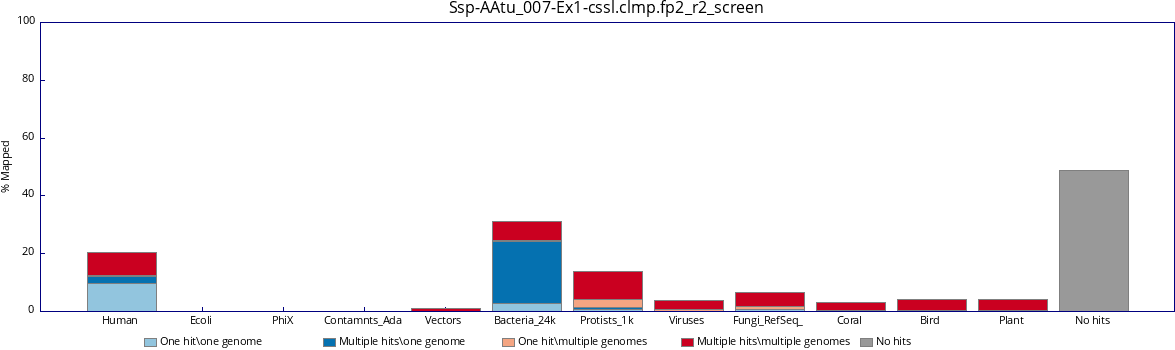 Ssp-AAtu_007-Ex1-cssl.clmp.fp2_r2_screen
100
80
60
40
20
0
% Mapped
Human Ecoli PhiX Contamnts_Ada Vectors Bacteria_24k Protists_1k Viruses Fungi_RefSeq_ Coral Bird Plant No hits
One hit\one genome Multiple hits\one genome One hit\multiple genomes Multiple hits\multiple genomes No hits